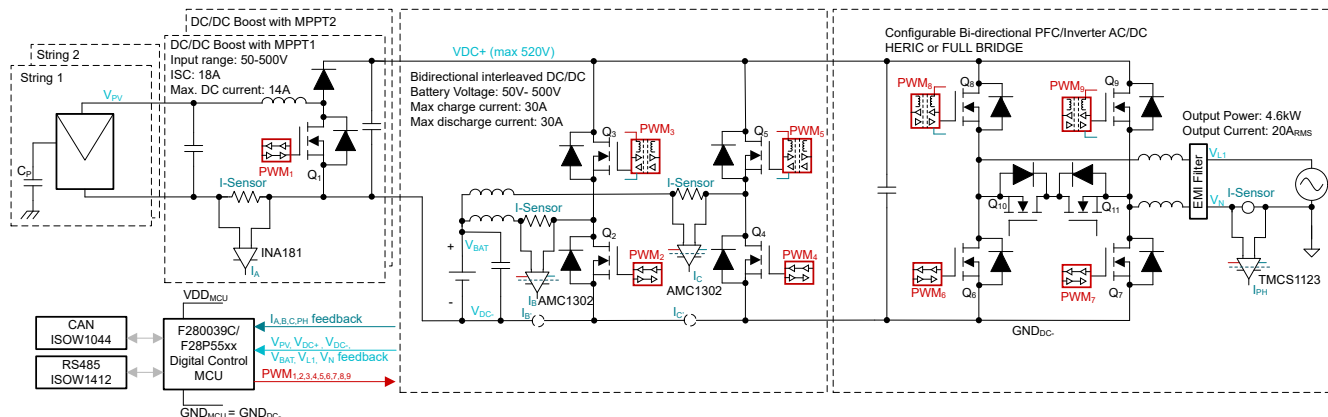 DC/DC Boost with MPPT2
DC/DC Boost with MPPT1
Input range: 50-500V
ISC: 18A
Max. DC current: 14A
String 2
String 1
VPV
CP
PWM1
Q1
I-Sensor
INA181
IA
VDC+ (max 520V)
Bidirectional interleaved DC/DC
Battery Voltage: 50V- 500V
Max charge current: 30A
Max discharge current: 30A
Q3
PWM3
Q5
PWM5
I-Sensor
I-Sensor
Q2
PWM2
Q4
PWM4
+
VBAT
-
IB
AMC1302
IC
AMC1302
VDC-
IB'
IC'
Configurable Bi-directional PFC/Inverter AC/DC
HERIC or FULL BRIDGE
PWM8
Q8
PWM9
Q9
Output Power: 4.6kW
Output Current: 20ARMS
VL1
EMI Filter
VN
I-Sensor
Q10
Q11
PWM6
Q6
PWM7
Q7
TMCS1123
IPH
GNDDC-
VDDMCU
CAN
ISOW1044
RS485
ISOW1412
F280039C/
F28P55xx
Digital Control
MCU
IA,B,C,PH feedback
VPV, VDC+, VDC-,
VBAT, VL1, VN feedback
PWM1,2,3,4,5,6,7,8,9
GNDMCU = GNDDC-